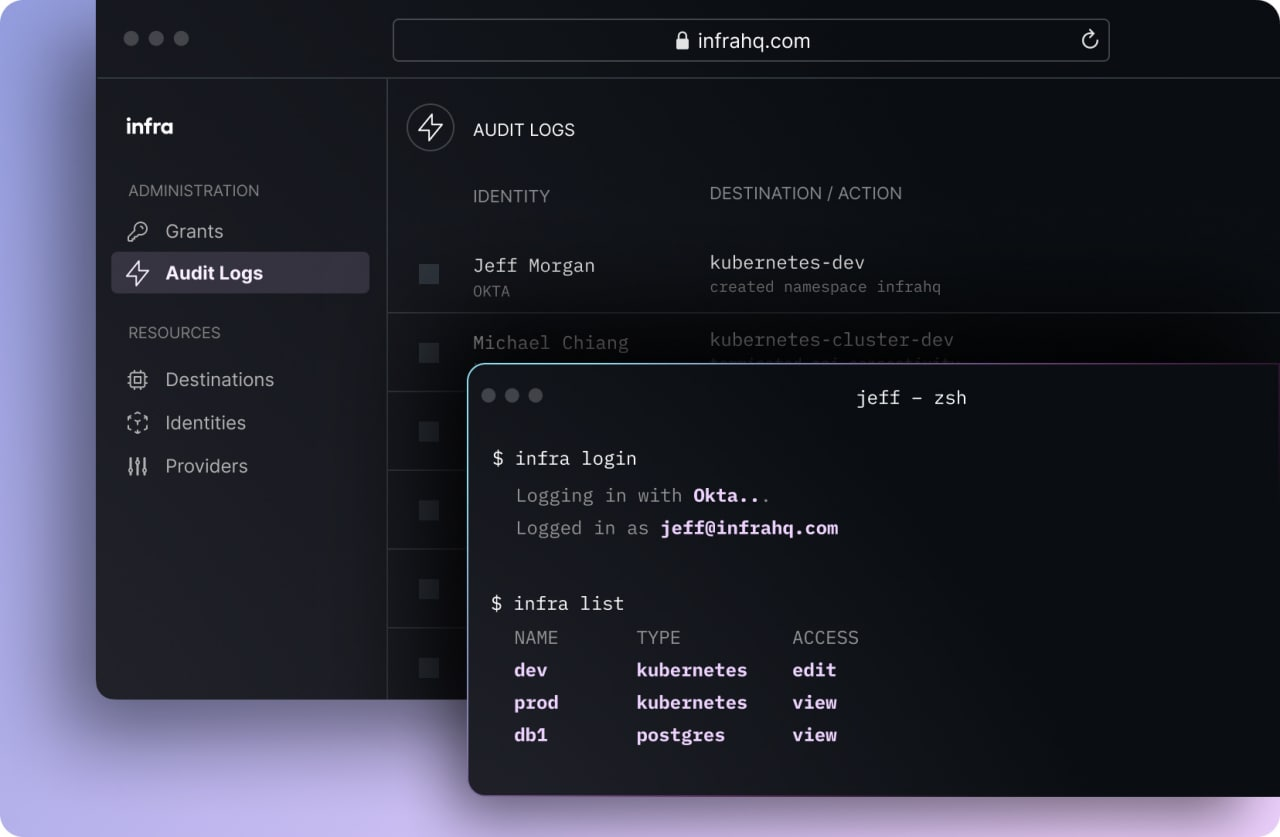 infrahq.com
infra
ADMINISTRATION
Grants
Audit Logs
RESOURCES
Destinations
Identities
Providers
AUDIT LOGS
IDENTITY
DESTINATION / ACTION
Jeff Morgan
kubernetes-dev
OKTA
created namespace infrahq
Michael Chiang
kubernetes-cluster-dev
jeff – zsh
$ infra login
Logging in with Okta...
Logged in as jeff@infrahq.com
$ infra list
NAME TYPE ACCESS
dev kubernetes edit
prod kubernetes view
db1 postgres view